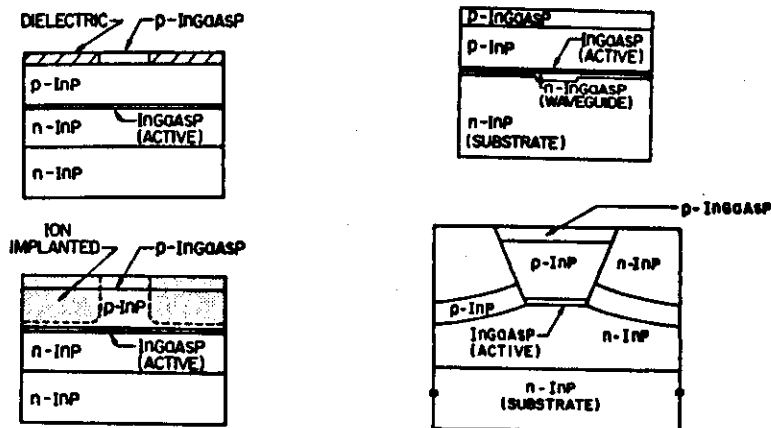 DIELECTRIC
p-InGaAsP
p-InP
n-InP
InGaAsP
(ACTIVE)
n-InP
p-InGaAsP
p-InP
InGaAsP
(ACTIVE)
n-InGaAsP
(WAVEGUIDE)
n-InP
(SUBSTRATE)
ION
IMPLANTED
p-InGaAsP
p-InP
n-InP
InGaAsP
(ACTIVE)
n-InP
p-InGaAsP
p-InP
n-InP
p-InP
InGaAsP
(ACTIVE)
n-InP
n-InP
(SUBSTRATE)